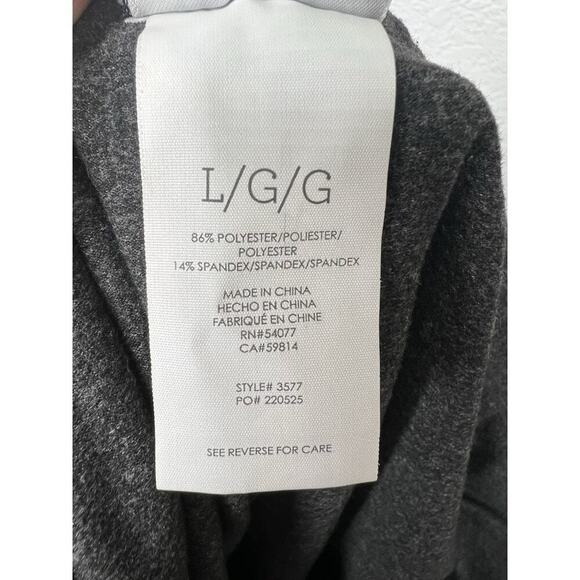 L/G/G
86% POLYESTER/POLIESTER/
POLYESTER
14% SPANDEX/SPANDEX/SPANDEX
MADE IN CHINA
HECHO EN CHINA
FABRIQUÉ EN CHINE
RN#54077
CA#59814
STYLE# 3577
PO# 220525
SEE REVERSE FOR CARE